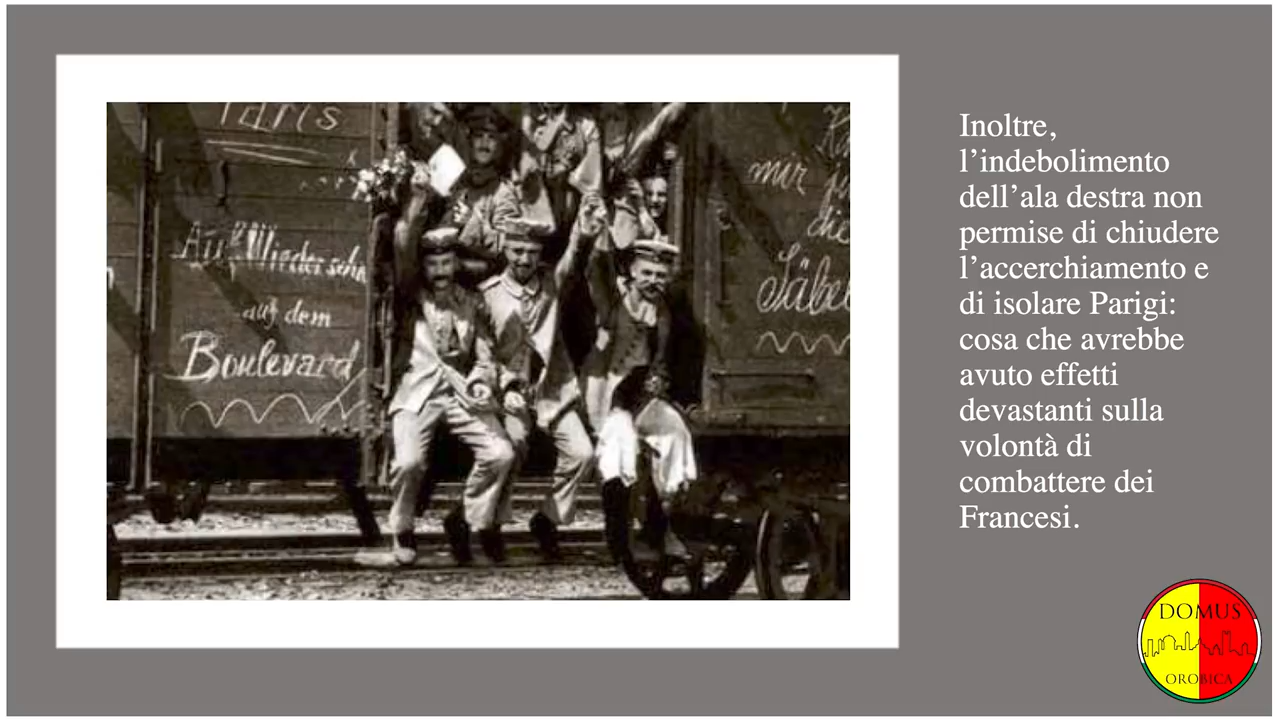 Paris
Auf Wiedersehn
auf dem
Boulevard
mir
die
Säbel
Inoltre,
l’indebolimento
dell’ala destra non
permise di chiudere
l’accerchiamento e
di isolare Parigi:
cosa che avrebbe
avuto effetti
devastanti sulla
volontà di
combattere dei
Francesi.
DOMUS
OROBICA